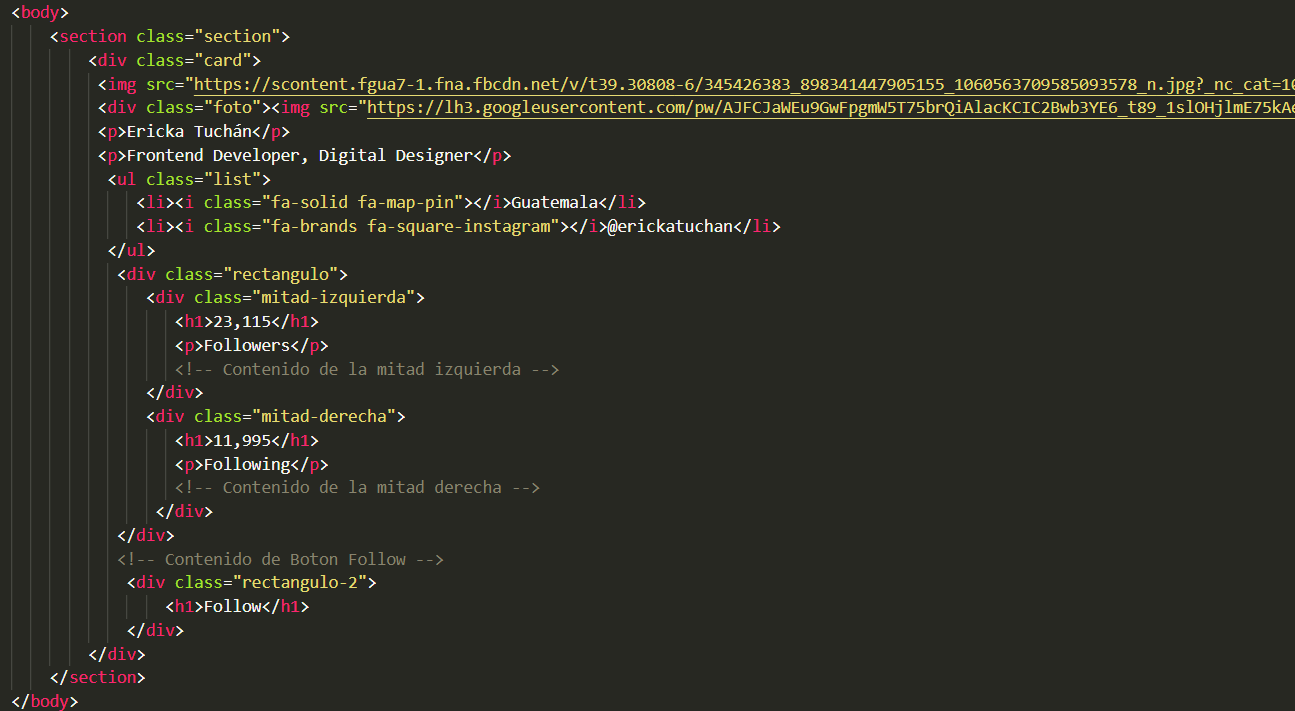 <body>
<section class="section">
<div class="card">
<img src="https://scontent.fgua7-1.fna.fbcdn.net/v/t39.30808-6/345426383_898341447905155_1060563709585093578_n.jpg?_nc_cat=10
<div class="foto"><img src="https://lh3.googleusercontent.com/pw/AJFCJaWEu9GwFpgmW5T75brQiAlacKCIC2Bwb3YE6_t89_1slOHjlmE75kAe
<p>Ericka Tuchán</p>
<p>Frontend Developer, Digital Designer</p>
<ul class="list">
<li><i class="fa-solid fa-map-pin"></i>Guatemala</li>
<li><i class="fa-brands fa-square-instagram"></i>@erickatuchan</li>
</ul>
<div class="rectangulo">
<div class="mitad-izquierda">
<h1>23,115</h1>
<p>Followers</p>
<!-- Contenido de la mitad izquierda -->
</div>
<div class="mitad-derecha">
<h1>11,995</h1>
<p>Following</p>
<!-- Contenido de la mitad derecha -->
</div>
</div>
<!-- Contenido de Boton Follow -->
<div class="rectangulo-2">
<h1>Follow</h1>
</div>
</div>
</section>
</body>